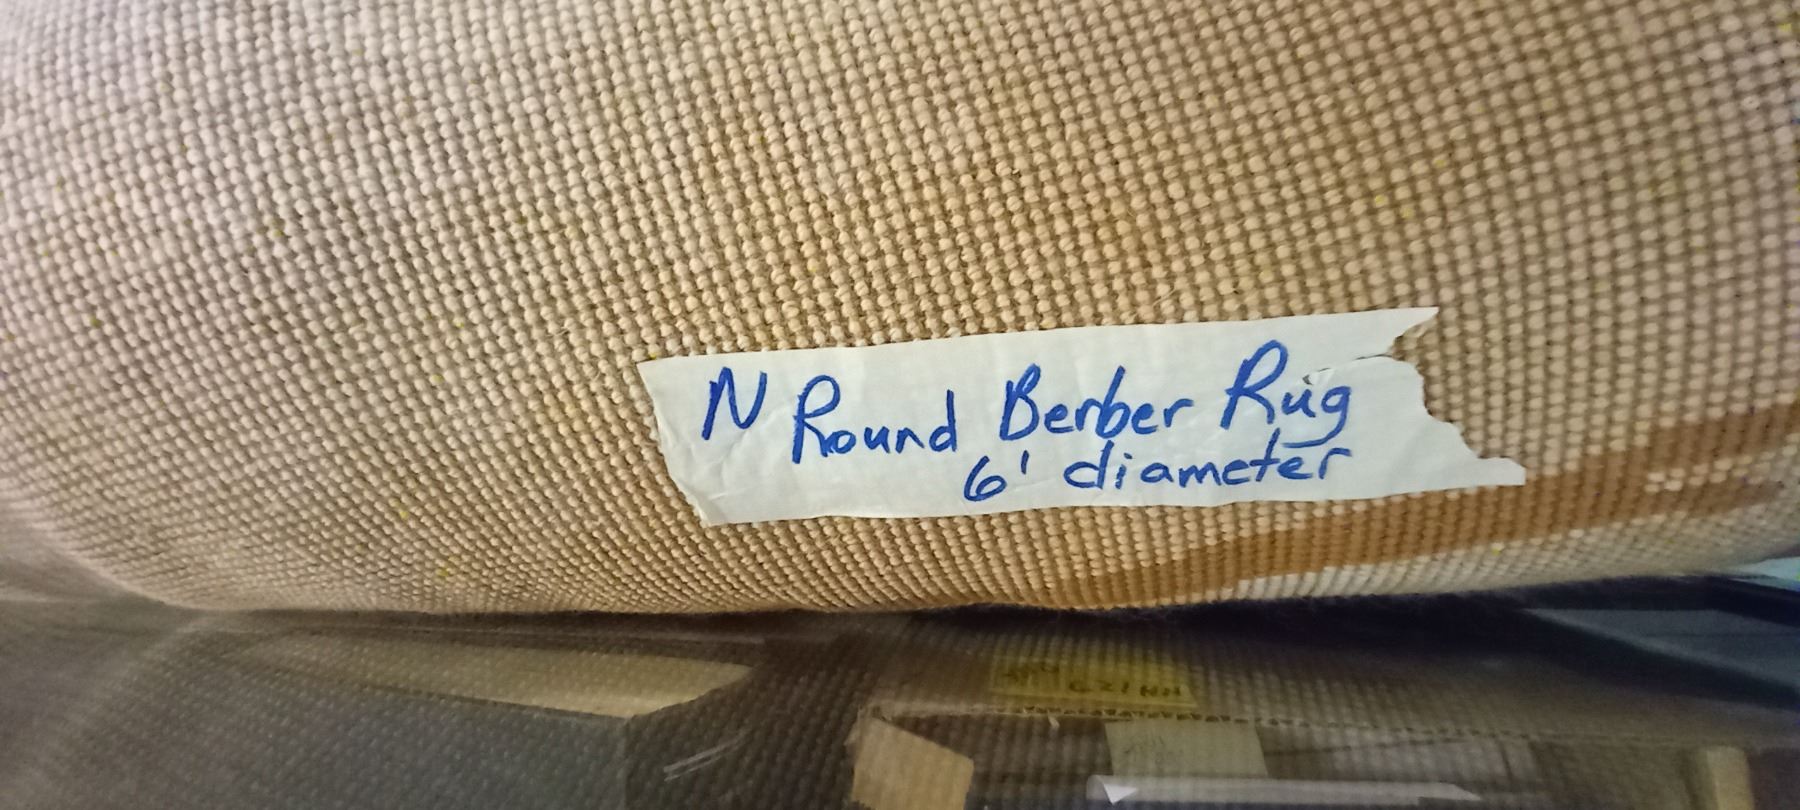 N Round Berber Rug
6' diameter